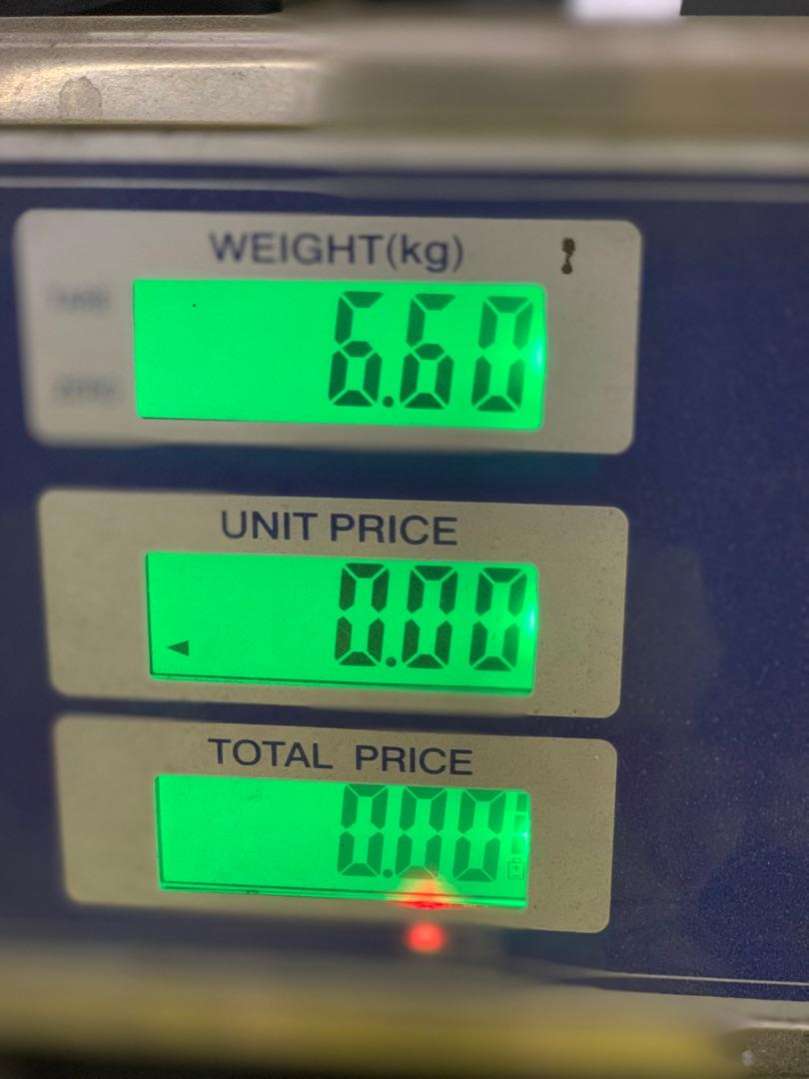 WEIGHT(kg)
6.60
UNIT PRICE
0.00
TOTAL PRICE
0.00